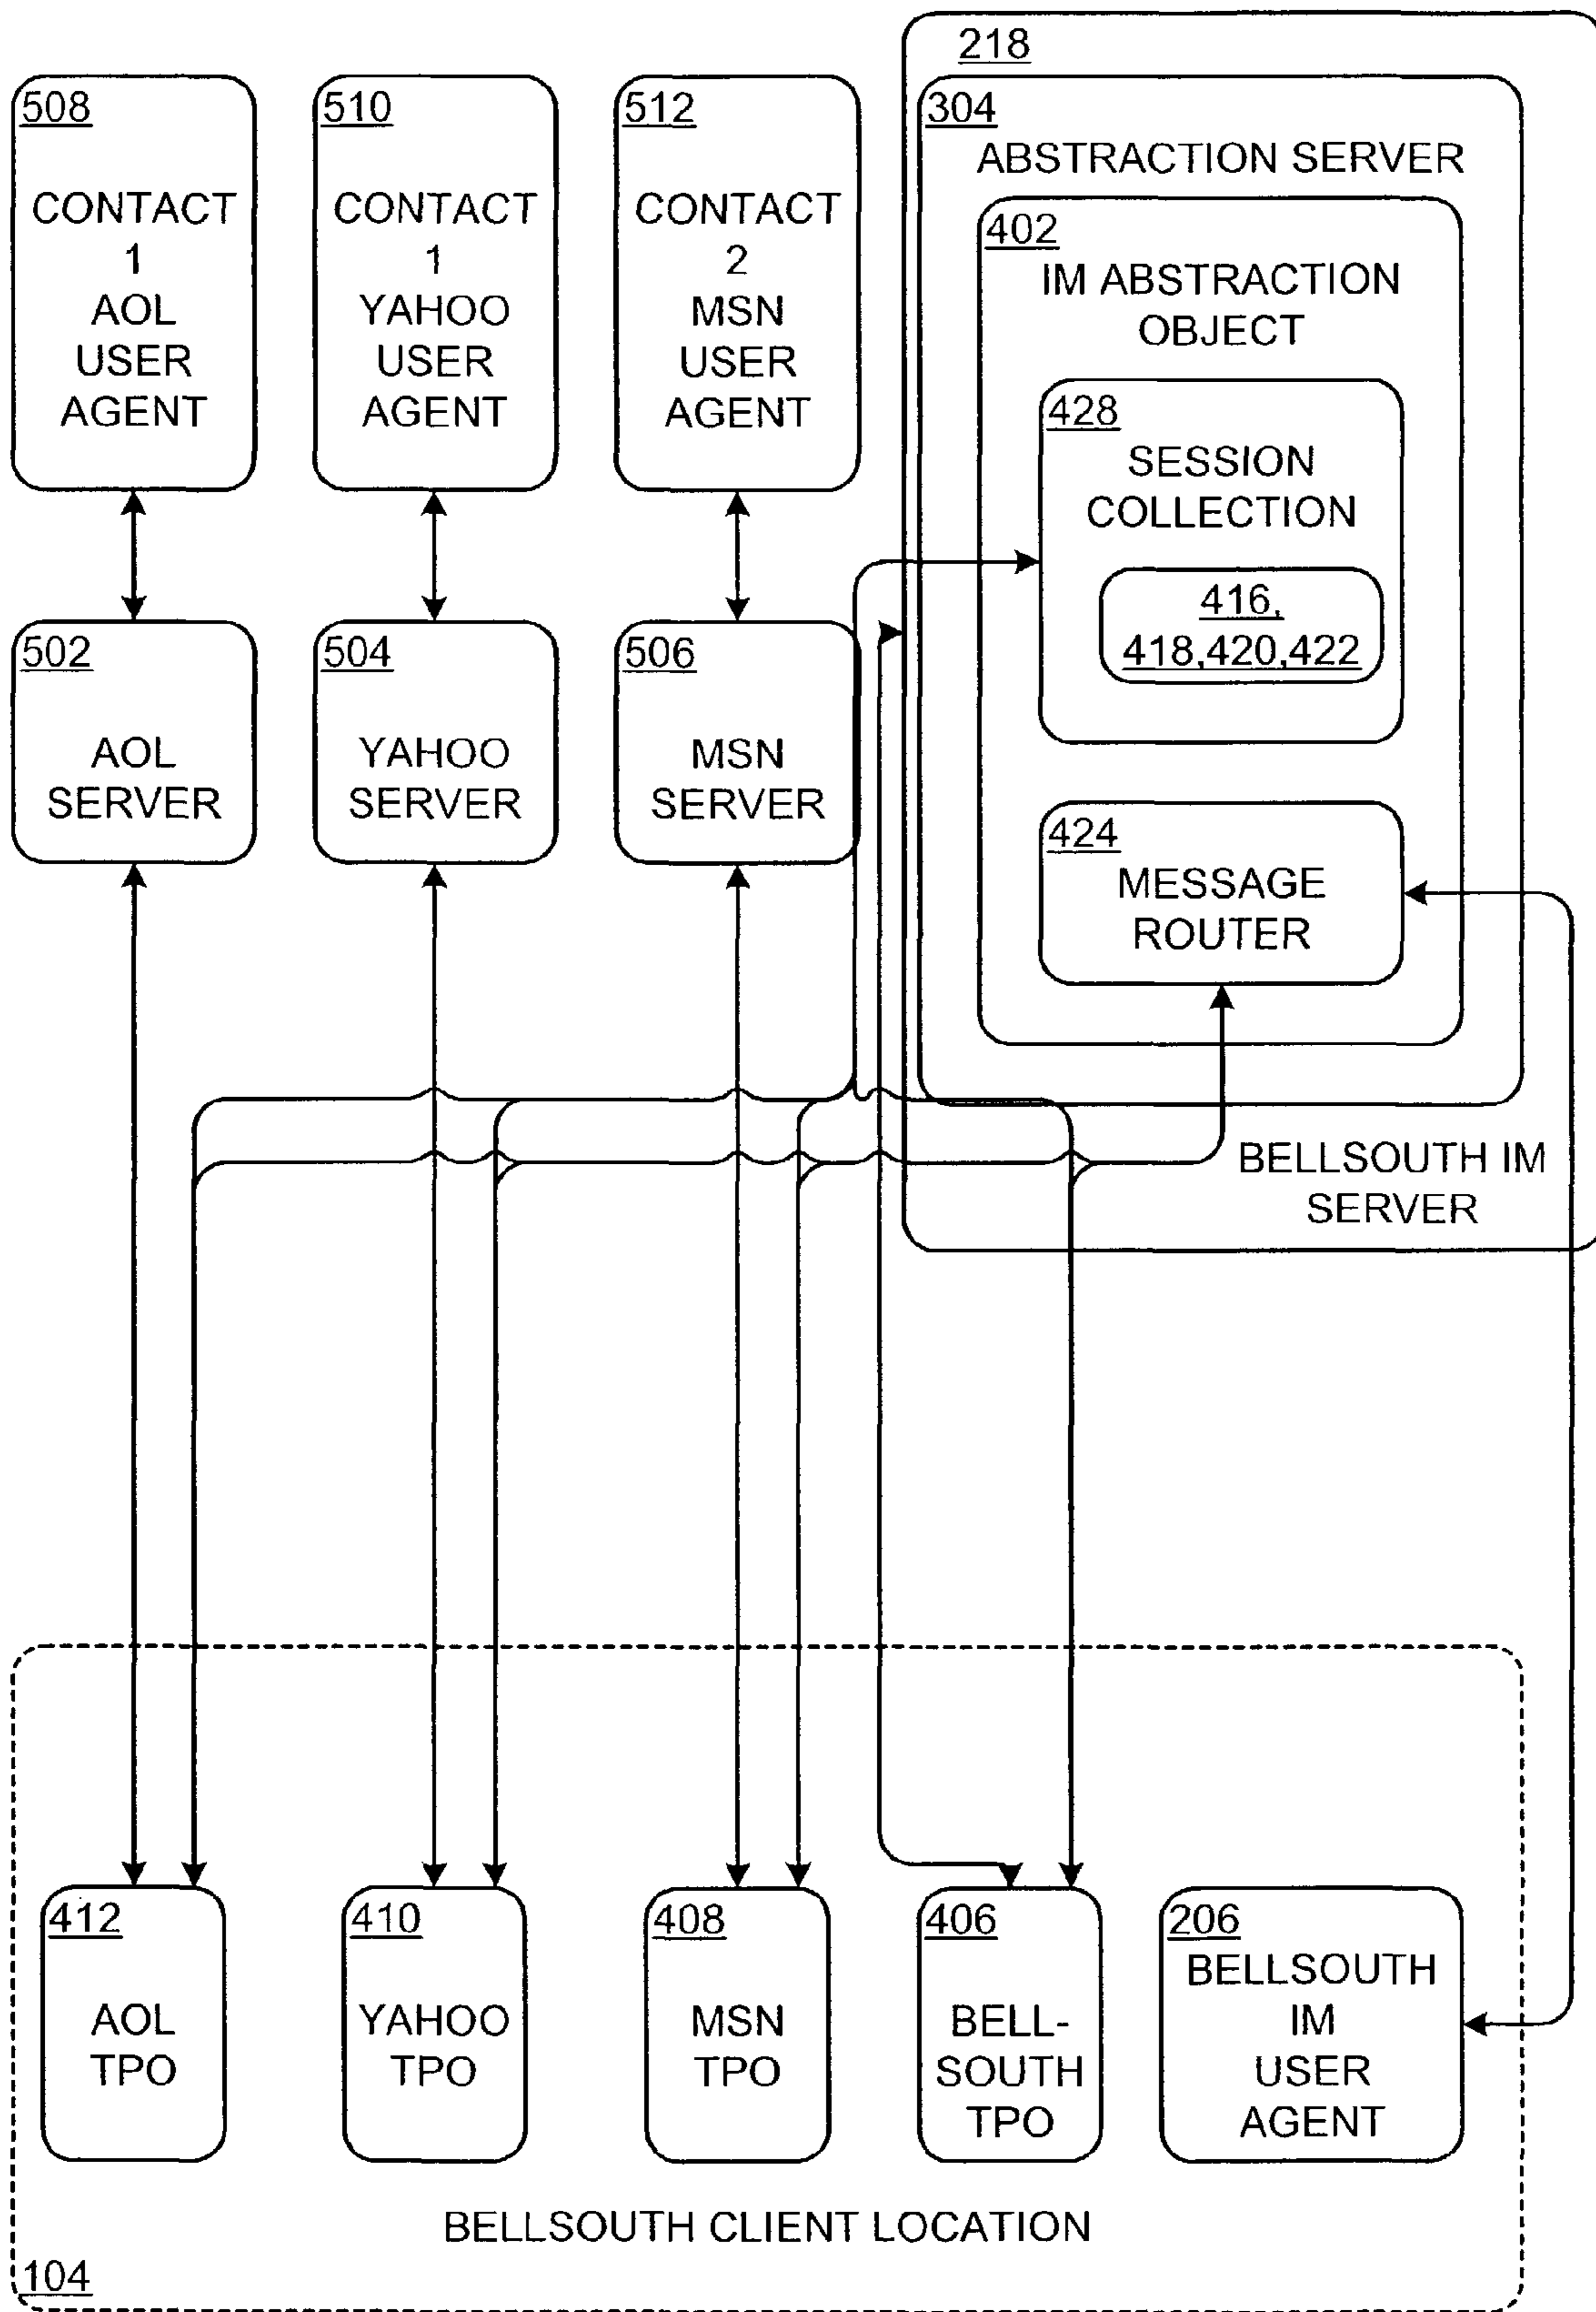 218
304
ABSTRACTION SERVER
402
IM ABSTRACTION
OBJECT
428
SESSION
COLLECTION
416,
418,420,422
424
MESSAGE
ROUTER
BELLSOUTH IM
SERVER
508
CONTACT
1
AOL
USER
AGENT
510
CONTACT
1
YAHOO
USER
AGENT
512
CONTACT
2
MSN
USER
AGENT
502
AOL
SERVER
504
YAHOO
SERVER
506
MSN
SERVER
412
AOL
TPO
410
YAHOO
TPO
408
MSN
TPO
406
BELL-
SOUTH
TPO
206
BELLSOUTH
IM
USER
AGENT
BELLSOUTH CLIENT LOCATION
104